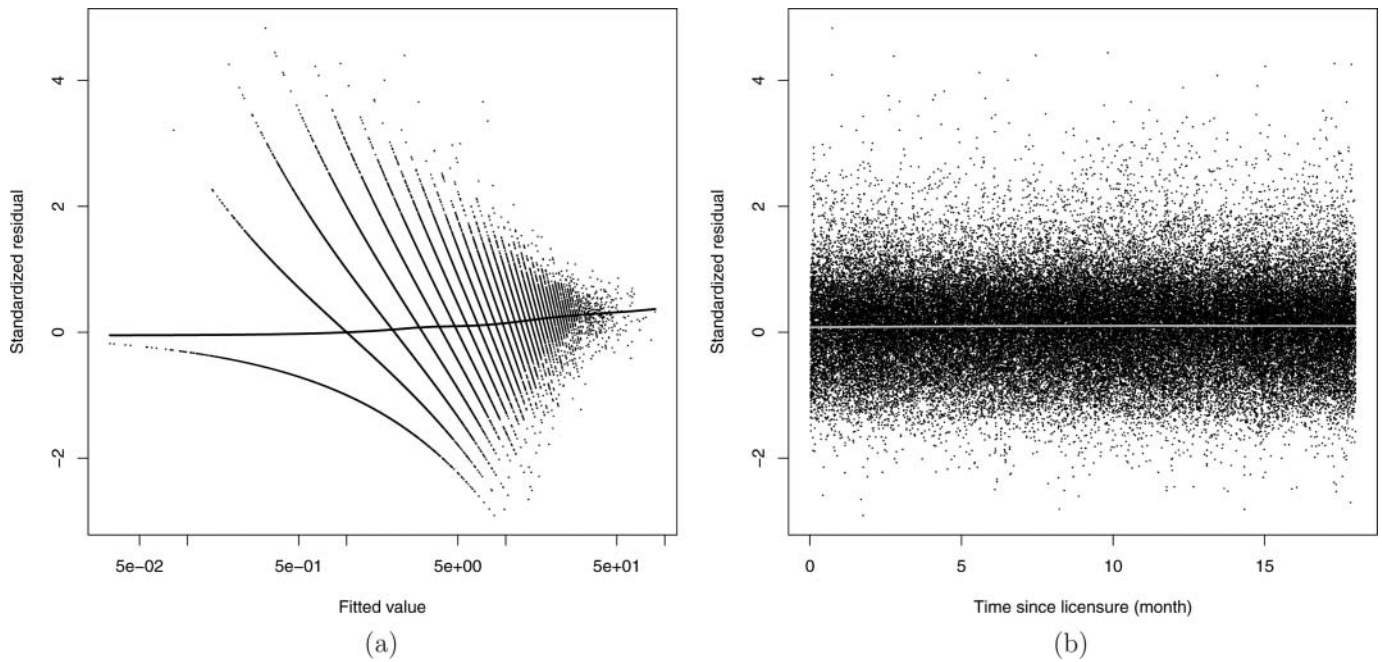 4
2
0
−2
Standardized residual
5e−02
5e−01
5e+00
5e+01
Fitted value
(a)
4
2
0
−2
Standardized residual
0
5
10
15
Time since licensure (month)
(b)